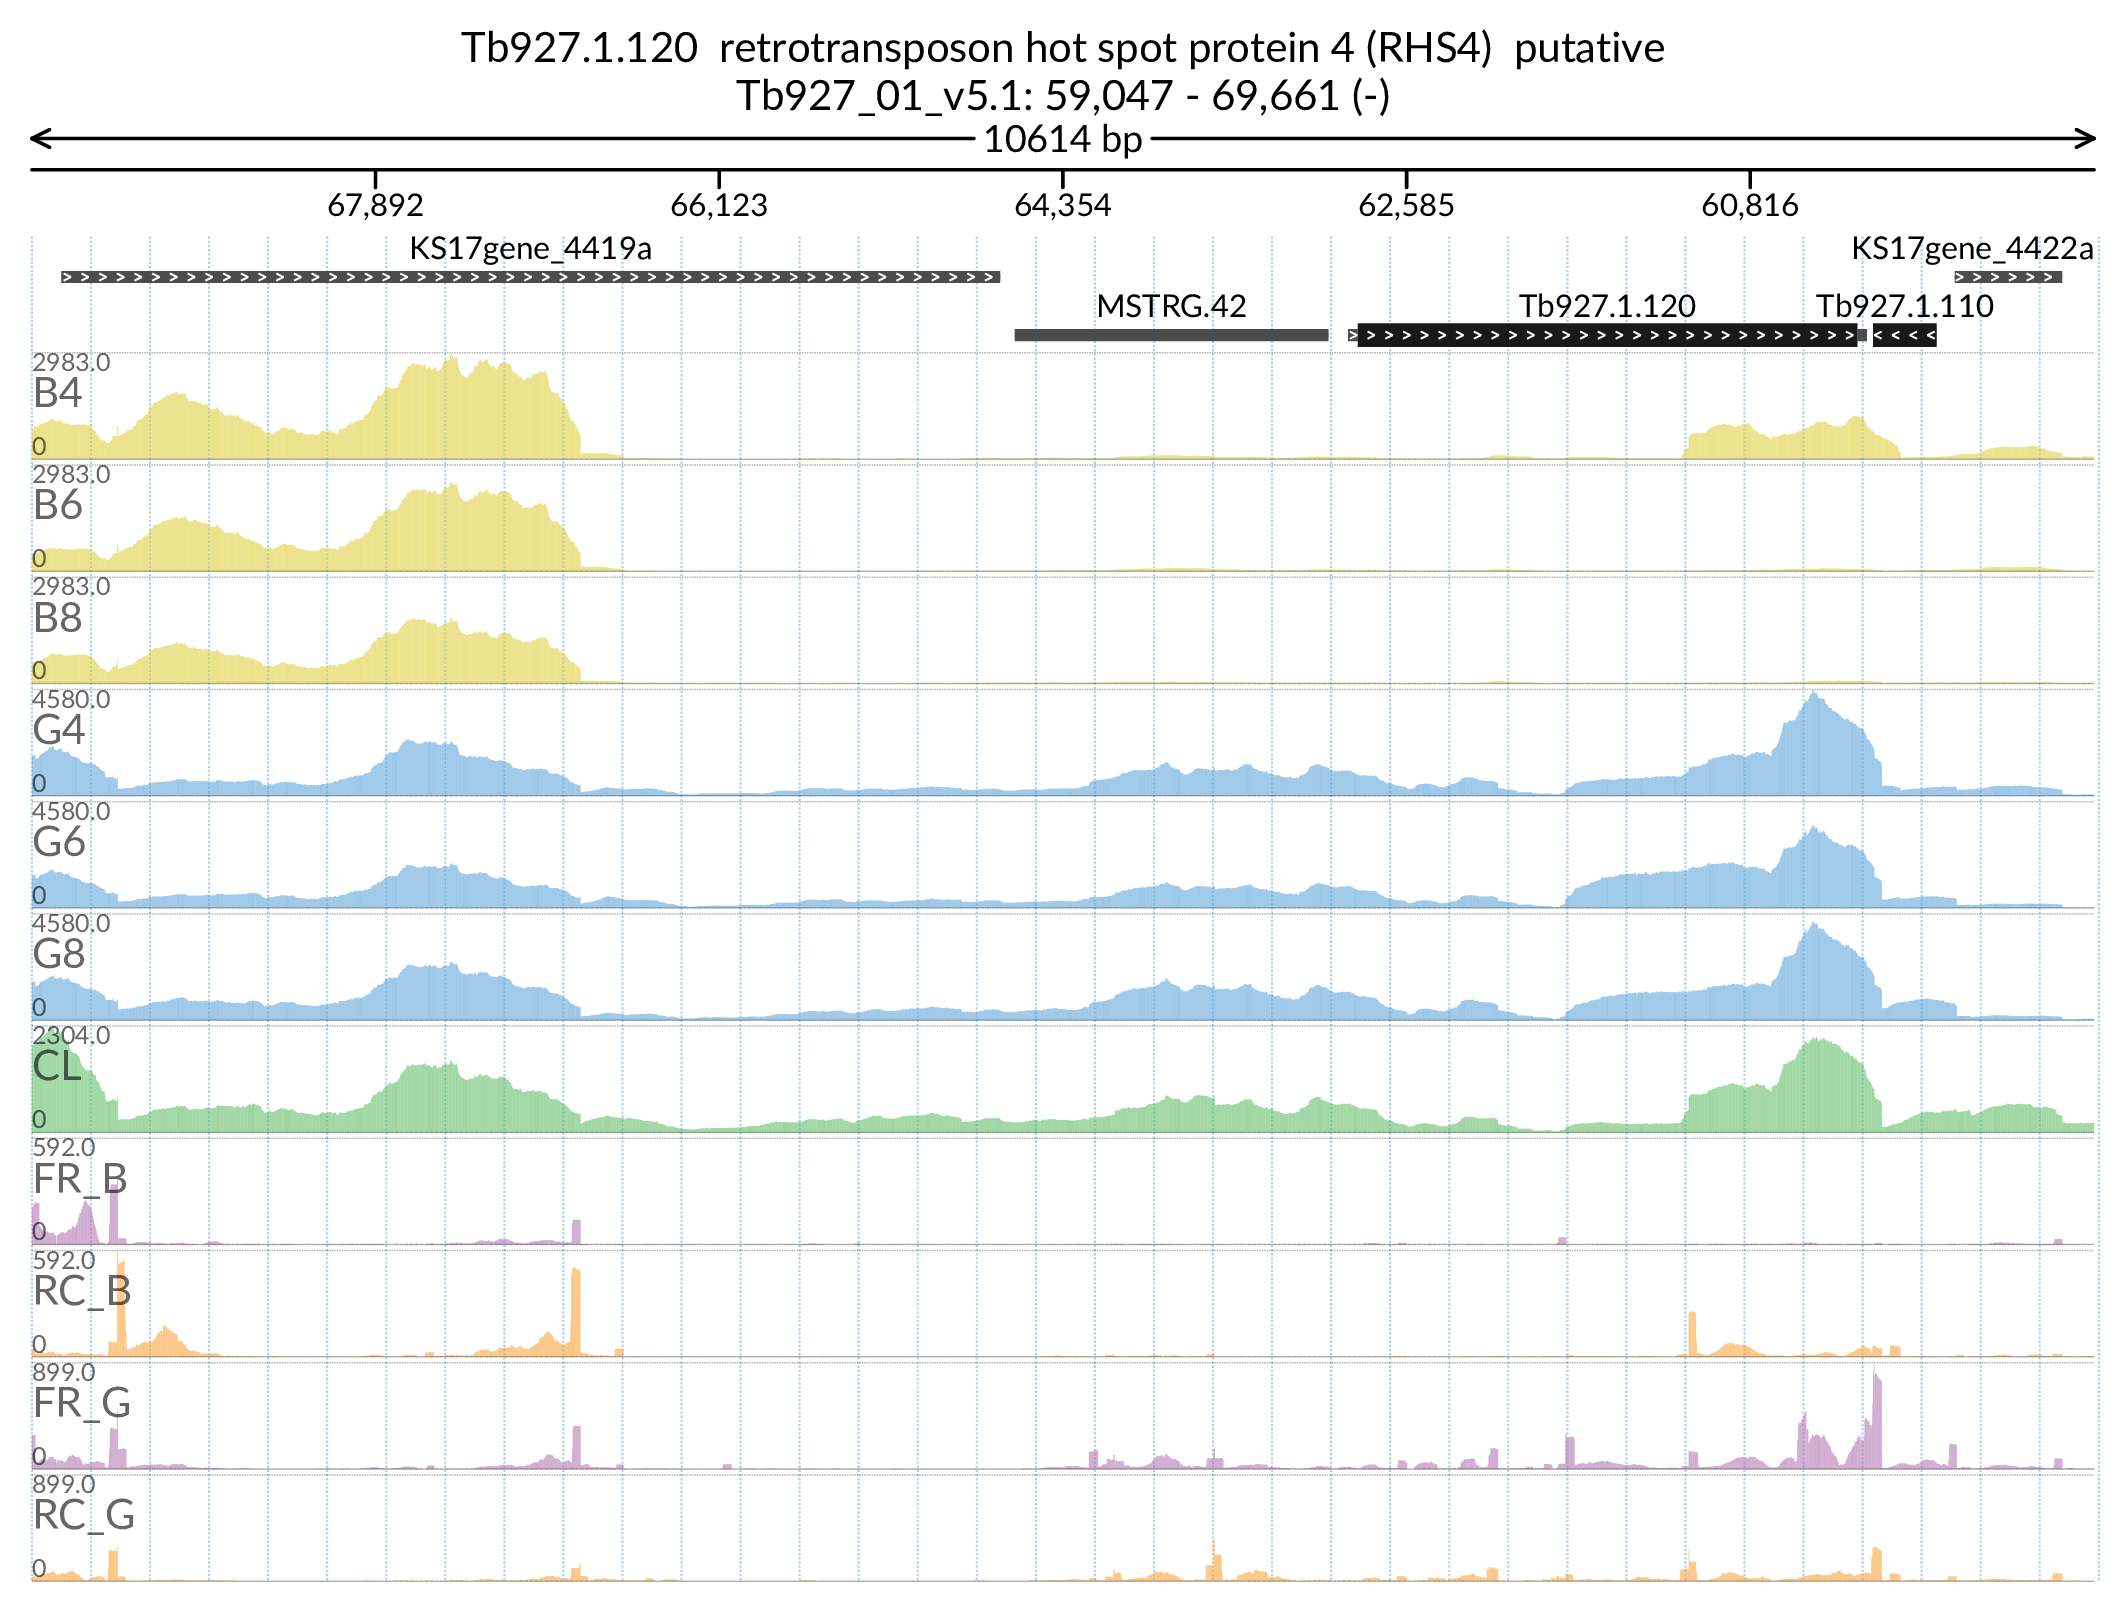 Tb927.1.120 retrotransposon hot spot protein 4 (RHS4) putative
Tb927_01_v5.1: 59,047 - 69,661 (-)
10614 bp
67,892 66,123 64,354 62,585 60,816
KS17gene_4419a KS17gene_4422a
MSTRG.42 Tb927.1.120 Tb927.1.110
2983.0
B4
0
2983.0
B6
0
2983.0
B8
0
4580.0
G4
0
4580.0
G6
0
4580.0
G8
0
2304.0
CL
0
592.0
FR_B
0
592.0
RC_B
0
899.0
FR_G
0
899.0
RC_G
0